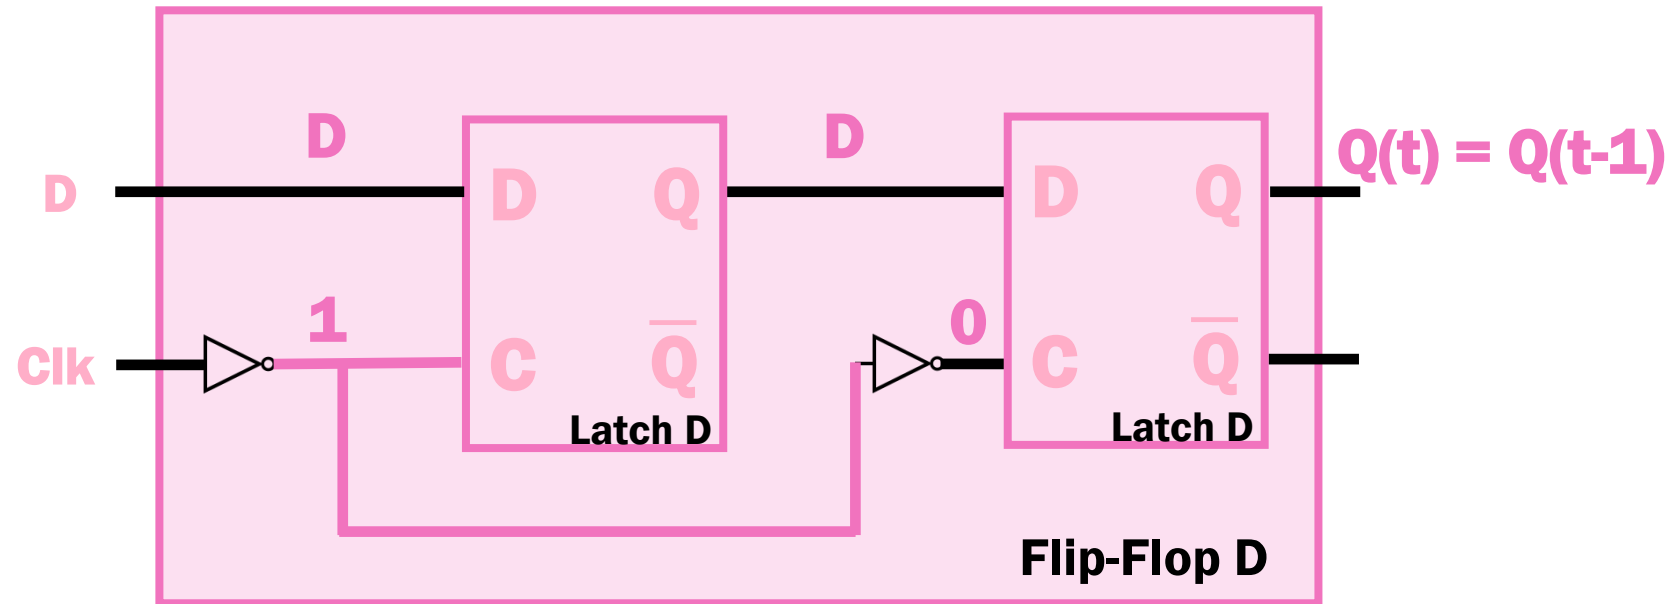 D D Q(t) = Q(t-1)
D D Q D Q
1 0
Clk C Q̅ C Q̅
Latch D Latch D
Flip-Flop D